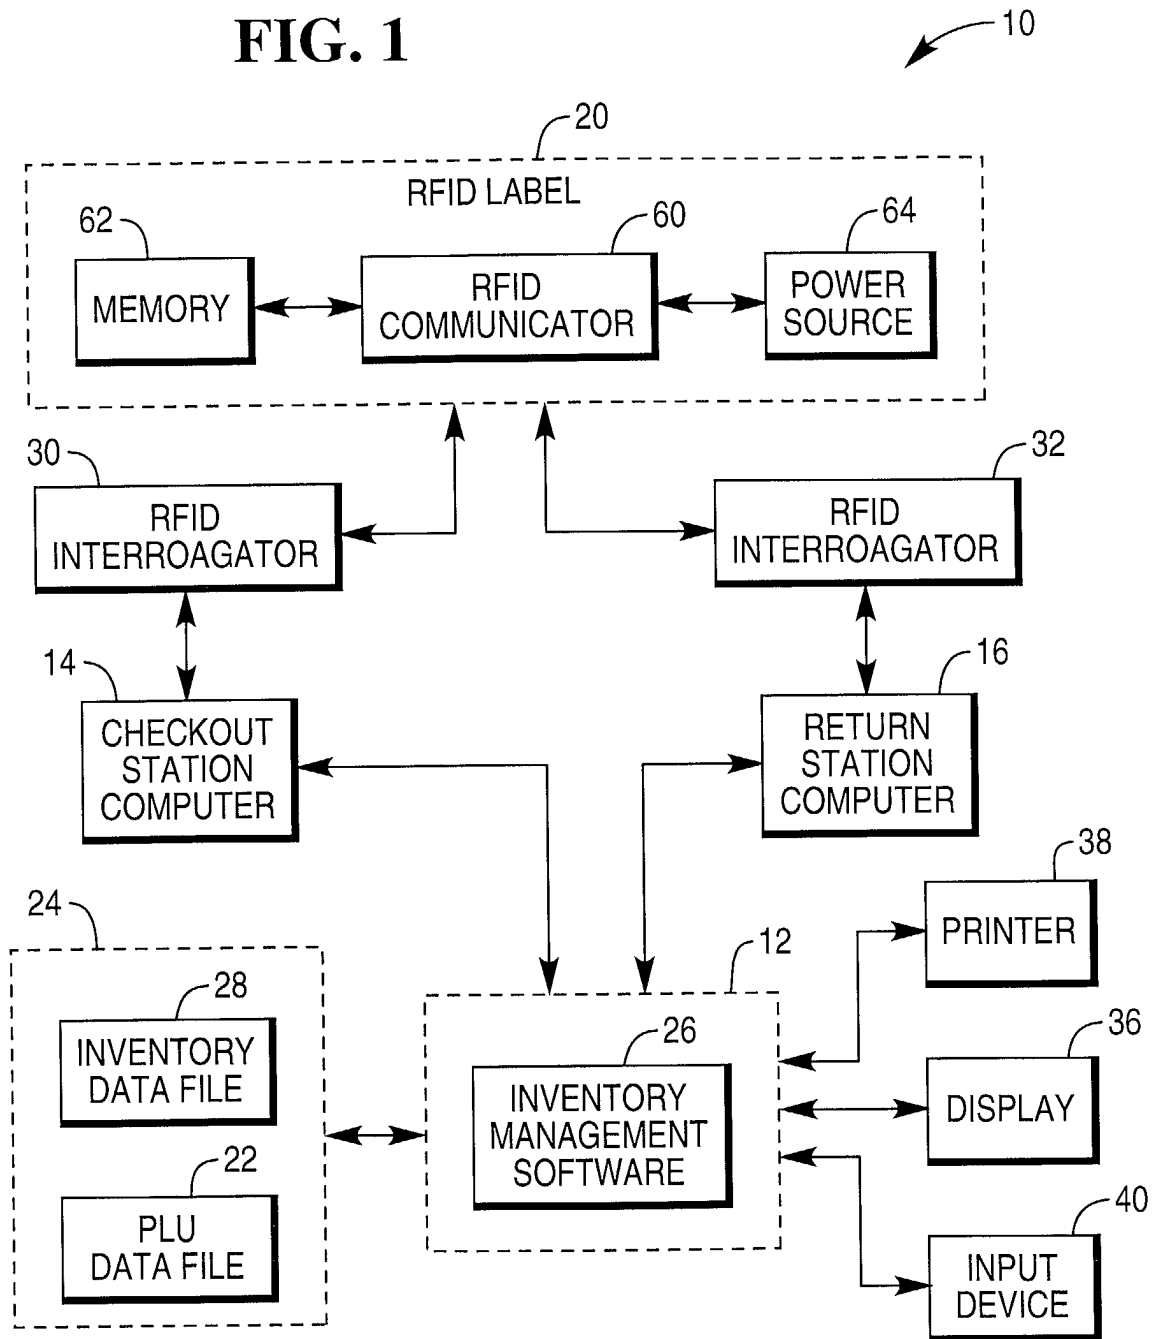 FIG. 1
10
20
RFID LABEL
62
60
64
MEMORY
RFID
COMMUNICATOR
POWER
SOURCE
30
32
RFID
INTERROAGATOR
RFID
INTERROAGATOR
14
16
CHECKOUT
STATION
COMPUTER
RETURN
STATION
COMPUTER
38
PRINTER
24
12
28
INVENTORY
DATA FILE
26
INVENTORY
MANAGEMENT
SOFTWARE
36
DISPLAY
22
PLU
DATA FILE
40
INPUT
DEVICE